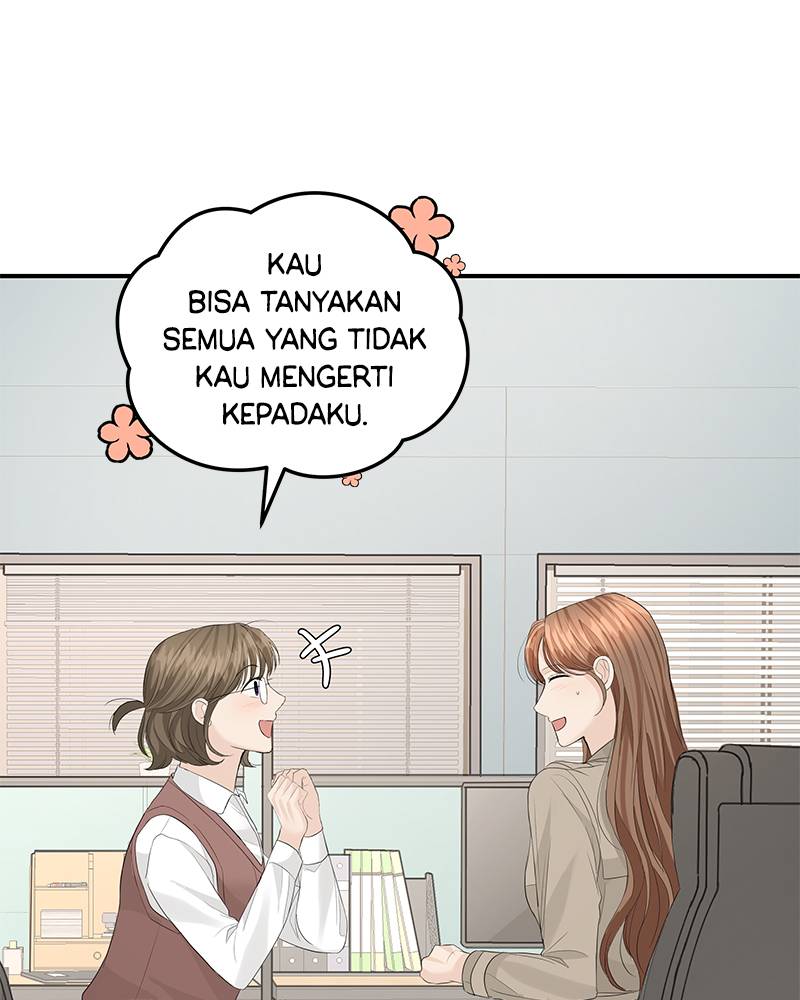 KAU
BISA TANYAKAN
SEMUA YANG TIDAK
KAU MENGERTI
KEPADAKU.